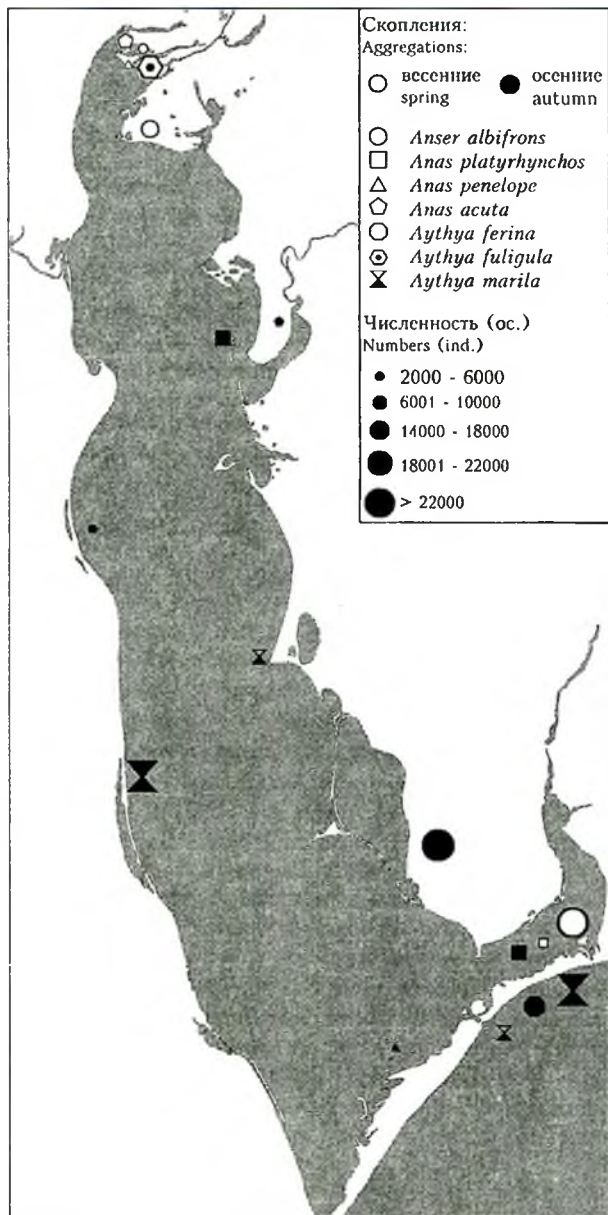 Скопления:
Aggregations:
весенние осенние
spring autumn
Anser albifrons
Anas platyrhynchos
Anas penelope
Anas acuta
Aythya ferina
Aythya fuligula
Aythya marila
Численность (ос.)
Numbers (ind.)
2000 - 6000
6001 - 10000
14000 - 18000
18001 - 22000
> 22000